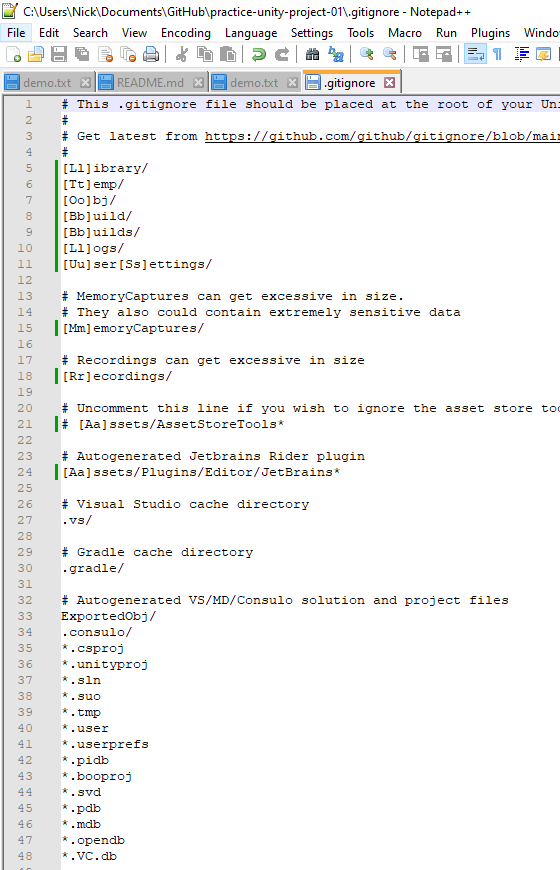 C:\Users\Nick\Documents\GitHub\practice-unity-project-01\.gitignore - Notepad++
File Edit Search View Encoding Language Settings Tools Macro Run Plugins Windo
demo.txt README.md demo.txt .gitignore
1 # This .gitignore file should be placed at the root of your Uni
2 #
3 # Get latest from https://github.com/github/gitignore/blob/main
4 #
5 [Ll]ibrary/
6 [Tt]emp/
7 [Oo]bj/
8 [Bb]uild/
9 [Bb]uilds/
10 [Ll]ogs/
11 [Uu]ser[Ss]ettings/
12
13 # MemoryCaptures can get excessive in size.
14 # They also could contain extremely sensitive data
15 [Mm]emoryCaptures/
16
17 # Recordings can get excessive in size
18 [Rr]ecordings/
19
20 # Uncomment this line if you wish to ignore the asset store too
21 # [Aa]ssets/AssetStoreTools*
22
23 # Autogenerated Jetbrains Rider plugin
24 [Aa]ssets/Plugins/Editor/JetBrains*
25
26 # Visual Studio cache directory
27 .vs/
28
29 # Gradle cache directory
30 .gradle/
31
32 # Autogenerated VS/MD/Consulo solution and project files
33 ExportedObj/
34 .consulo/
35 *.csproj
36 *.unityproj
37 *.sln
38 *.suo
39 *.tmp
40 *.user
41 *.userprefs
42 *.pidb
43 *.booproj
44 *.svd
45 *.pdb
46 *.mdb
47 *.opendb
48 *.VC.db